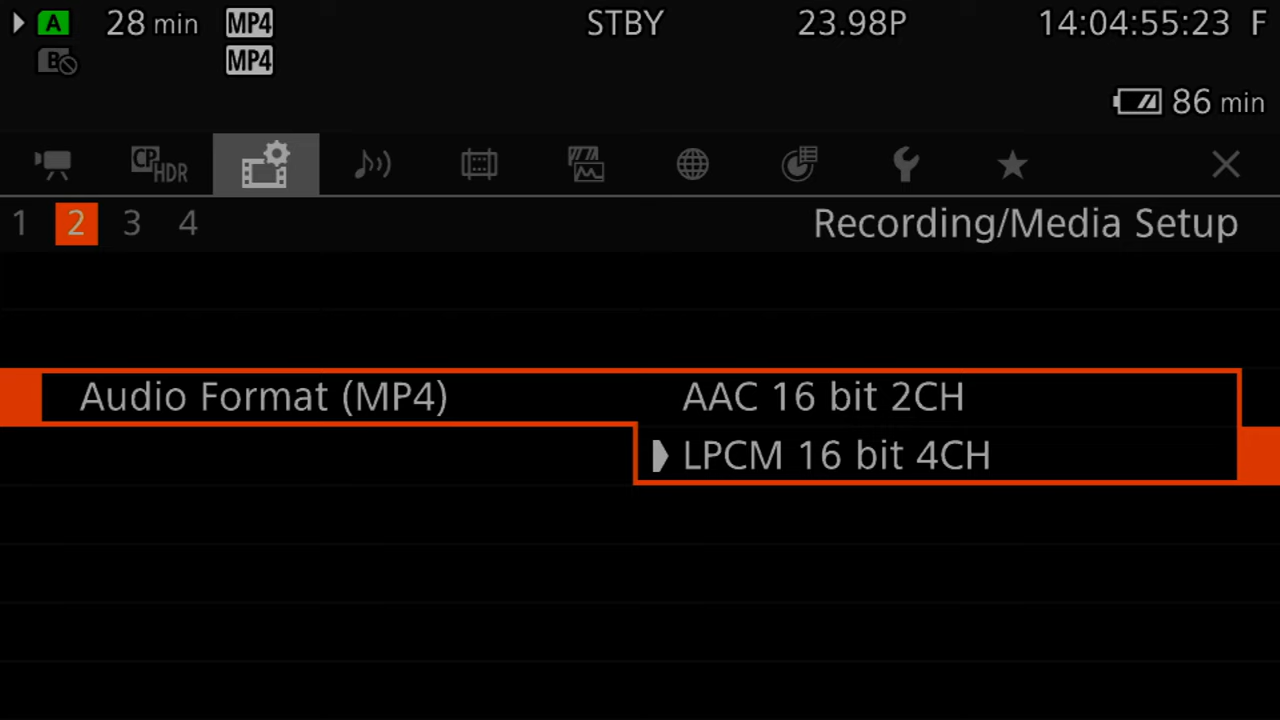 A 28 min MP4 STBY 23.98P 14:04:55:23 F
B MP4
86 min
CP HDR
1 2 3 4 Recording/Media Setup
Audio Format (MP4) AAC 16 bit 2CH
LPCM 16 bit 4CH